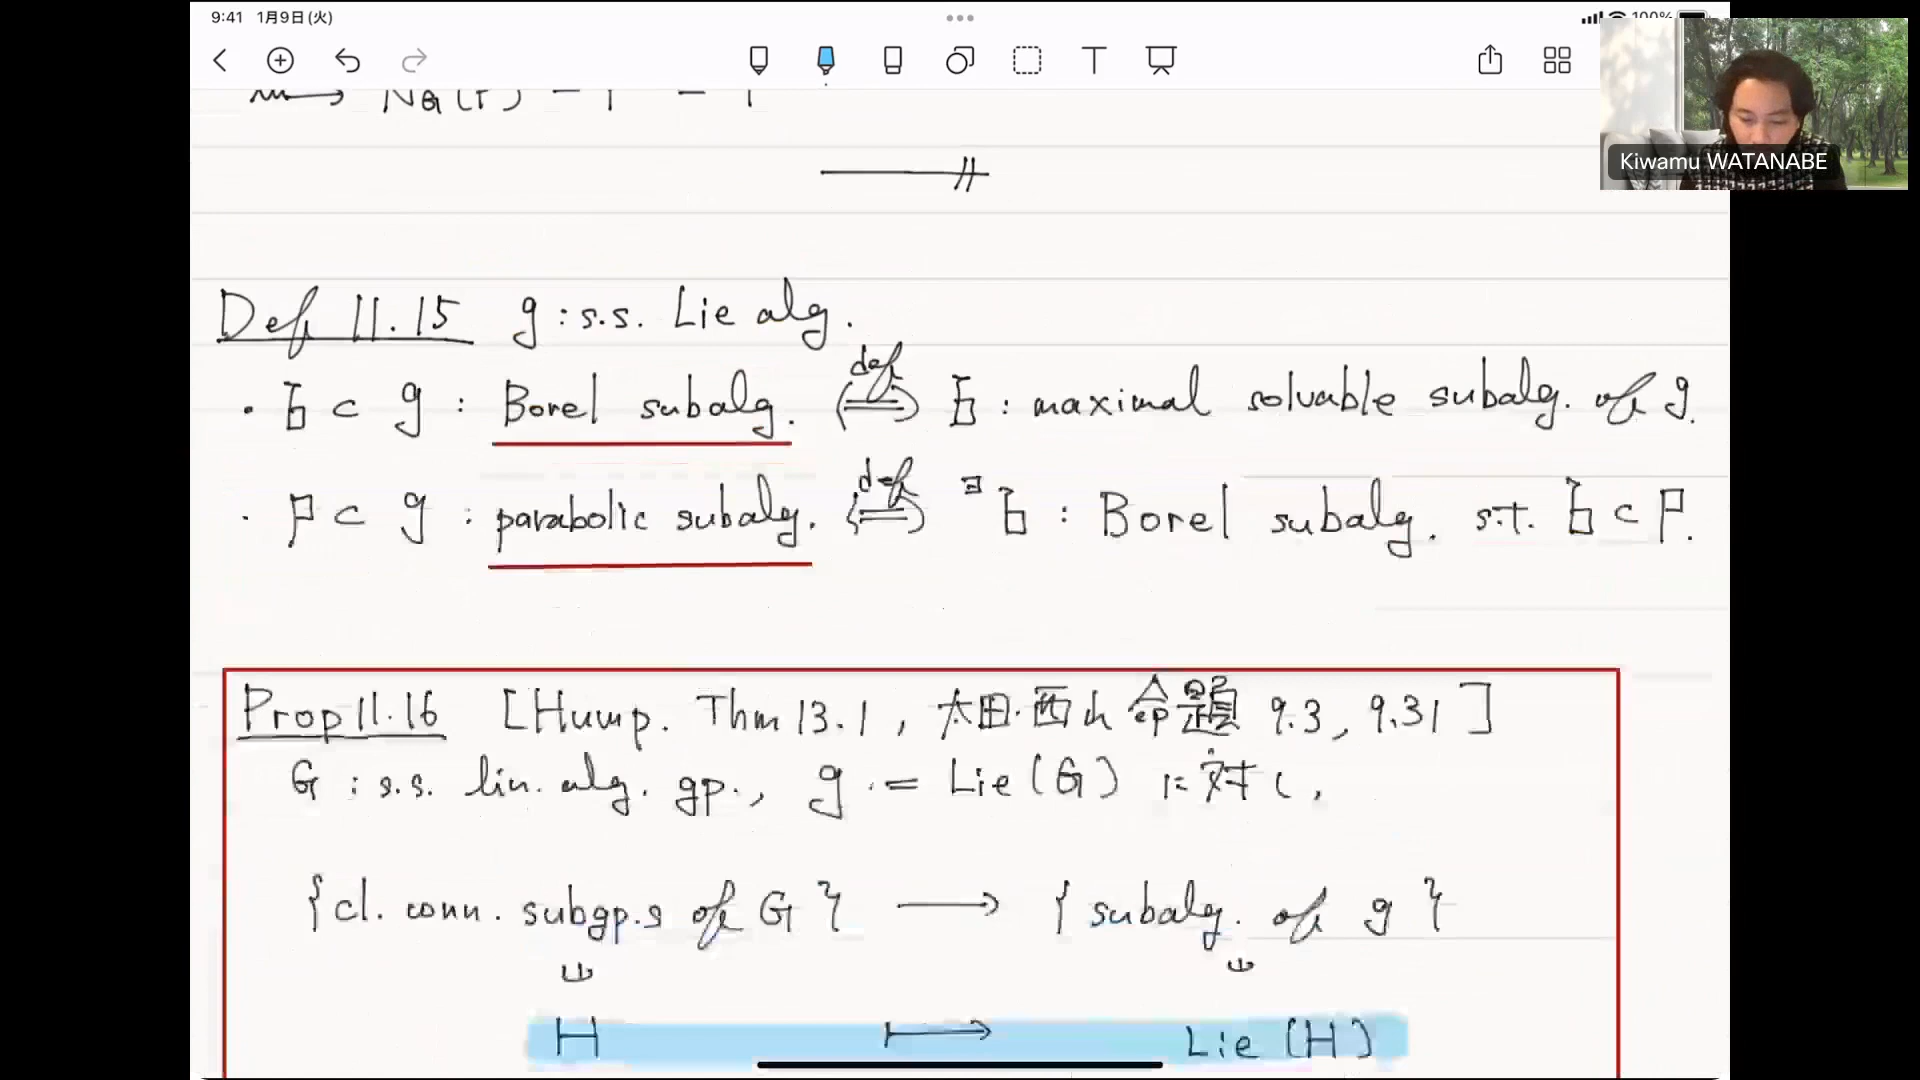 9:41 1月9日(火)
100%
Kiwamu WATANABE
Def 11.15 g : s.s. Lie alg.
・b ⊂ g : Borel subalg. ⇔ def b : maximal solvable subalg. of g.
・p ⊂ g : parabolic subalg. ⇔ def ∃b : Borel subalg. s.t. b ⊂ p.
Prop 11.16 [Hump. Thm 13.1, 太田・西山 命題 9.3, 9.31]
G : s.s. lin. alg. gp., g := Lie(G) に対し,
{cl. conn. subgp.s of G} → {subalg. of g}
H ↦ Lie (H)